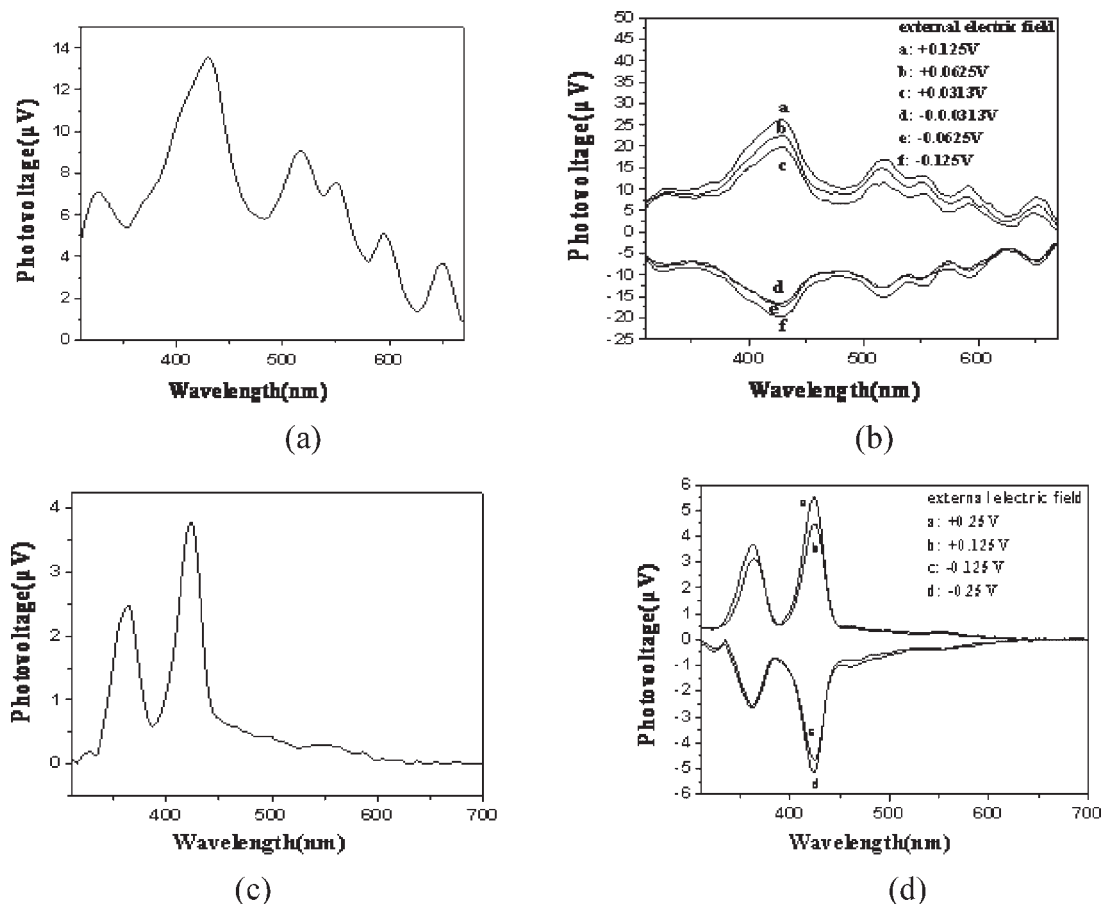 Photovoltage(μV)
14
12
10
8
6
4
2
0
400
500
600
Wavelength(nm)
(a)
Photovoltage(μV)
50
45
40
35
30
25
20
15
10
5
0
-5
-10
-15
-20
-25
external electric field
a: +0.125V
b: +0.0625V
c: +0.0313V
d: -0.0.0313V
e: -0.0625V
f: -0.125V
a
b
c
d
e
f
400
500
600
Wavelength(nm)
(b)
Photovoltage(μV)
4
3
2
1
0
400
500
600
700
Wavelength(nm)
(c)
Photovoltage(μV)
6
5
4
3
2
1
0
-1
-2
-3
-4
-5
-6
external electric field
a: +0.25V
b: +0.125V
c: -0.125V
d: -0.25V
a
b
c
d
400
500
600
700
Wavelength(nm)
(d)